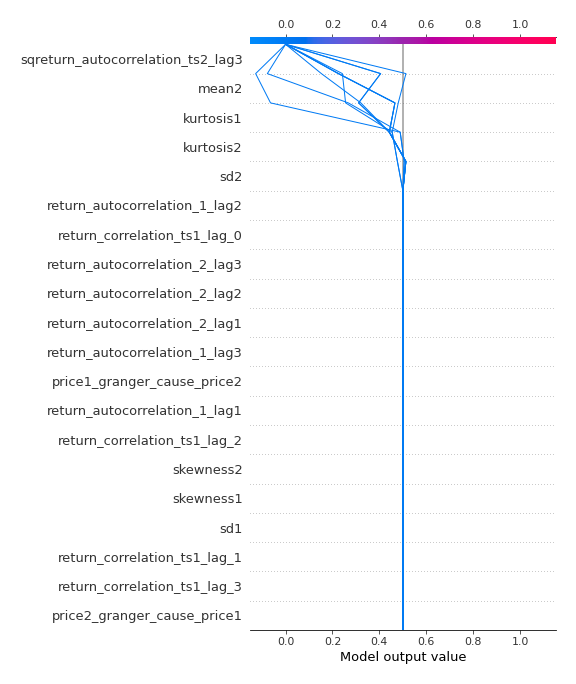 0.0 0.2 0.4 0.6 0.8 1.0
sqreturn_autocorrelation_ts2_lag3
mean2
kurtosis1
kurtosis2
sd2
return_autocorrelation_1_lag2
return_correlation_ts1_lag_0
return_autocorrelation_2_lag3
return_autocorrelation_2_lag2
return_autocorrelation_2_lag1
return_autocorrelation_1_lag3
price1_granger_cause_price2
return_autocorrelation_1_lag1
return_correlation_ts1_lag_2
skewness2
skewness1
sd1
return_correlation_ts1_lag_1
return_correlation_ts1_lag_3
price2_granger_cause_price1
0.0 0.2 0.4 0.6 0.8 1.0
Model output value